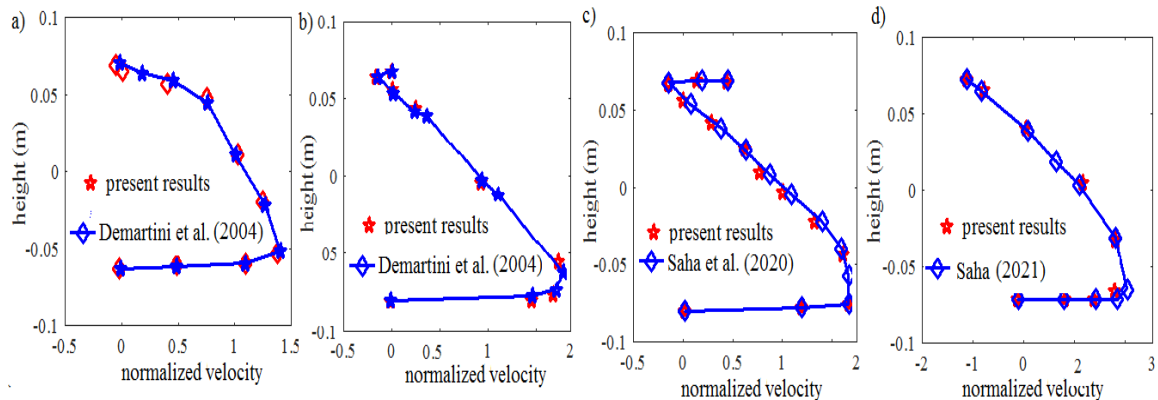 a)
0.1
0.05
0
-0.05
-0.1
height (m)
present results
Demartini et al. (2004)
-0.5 0 0.5 1 1.5
normalized velocity
b)
0.1
0.05
0
-0.1
height (m)
present results
Demartini et al. (2004)
-0.5 0 0.5 1 2
normalized velocity
c)
0.1
0.05
0
-0.05
-0.1
height (m)
present results
Saha et al. (2020)
-0.5 0 0.5 1 1.5 2
normalized velocity
d)
0.1
0.05
0
-0.05
-0.1
height (m)
present results
Saha (2021)
-2 -1 0 2 2 3
normalized velocity